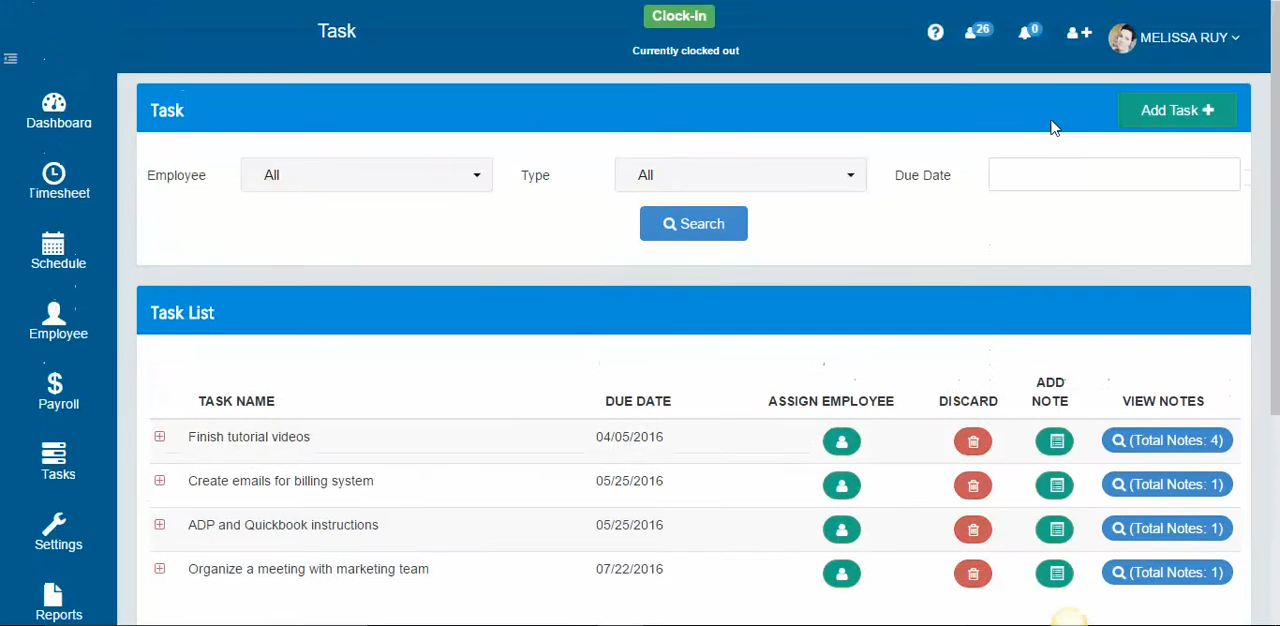 Task
Clock-In
Currently clocked out
26
0
MELISSA RUY
Dashboard
Timesheet
Schedule
Employee
Payroll
Tasks
Settings
Reports
Task
Add Task
Employee
All
Type
All
Due Date
Search
Task List
TASK NAME
DUE DATE
ASSIGN EMPLOYEE
DISCARD
ADD
NOTE
VIEW NOTES
Finish tutorial videos
04/05/2016
(Total Notes: 4)
Create emails for billing system
05/25/2016
(Total Notes: 1)
ADP and Quickbook instructions
05/25/2016
(Total Notes: 1)
Organize a meeting with marketing team
07/22/2016
(Total Notes: 1)